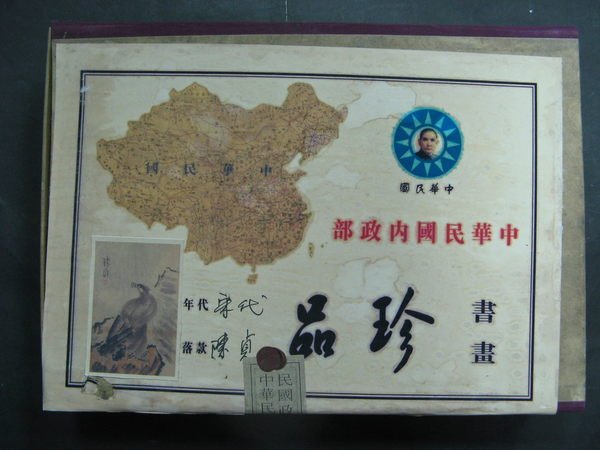 中華民國
中華民國
中華民國內政部
書畫
珍品
年代 宋代
落款 陳貞
民國政
中華民